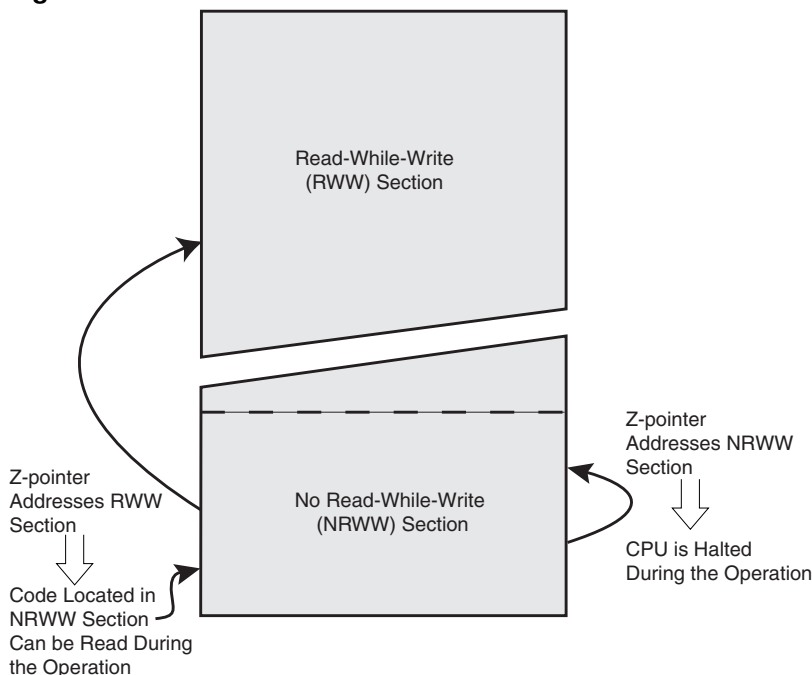 Read-While-Write
(RWW) Section
Z-pointer
Addresses NRWW
Section
No Read-While-Write
(NRWW) Section
CPU is Halted
During the Operation
Z-pointer
Addresses RWW
Section
Code Located in
NRWW Section
Can be Read During
the Operation